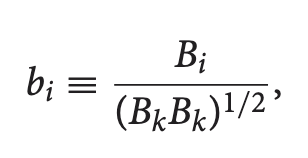 b_i ≡ B_i / (B_k B_k)^{1/2},